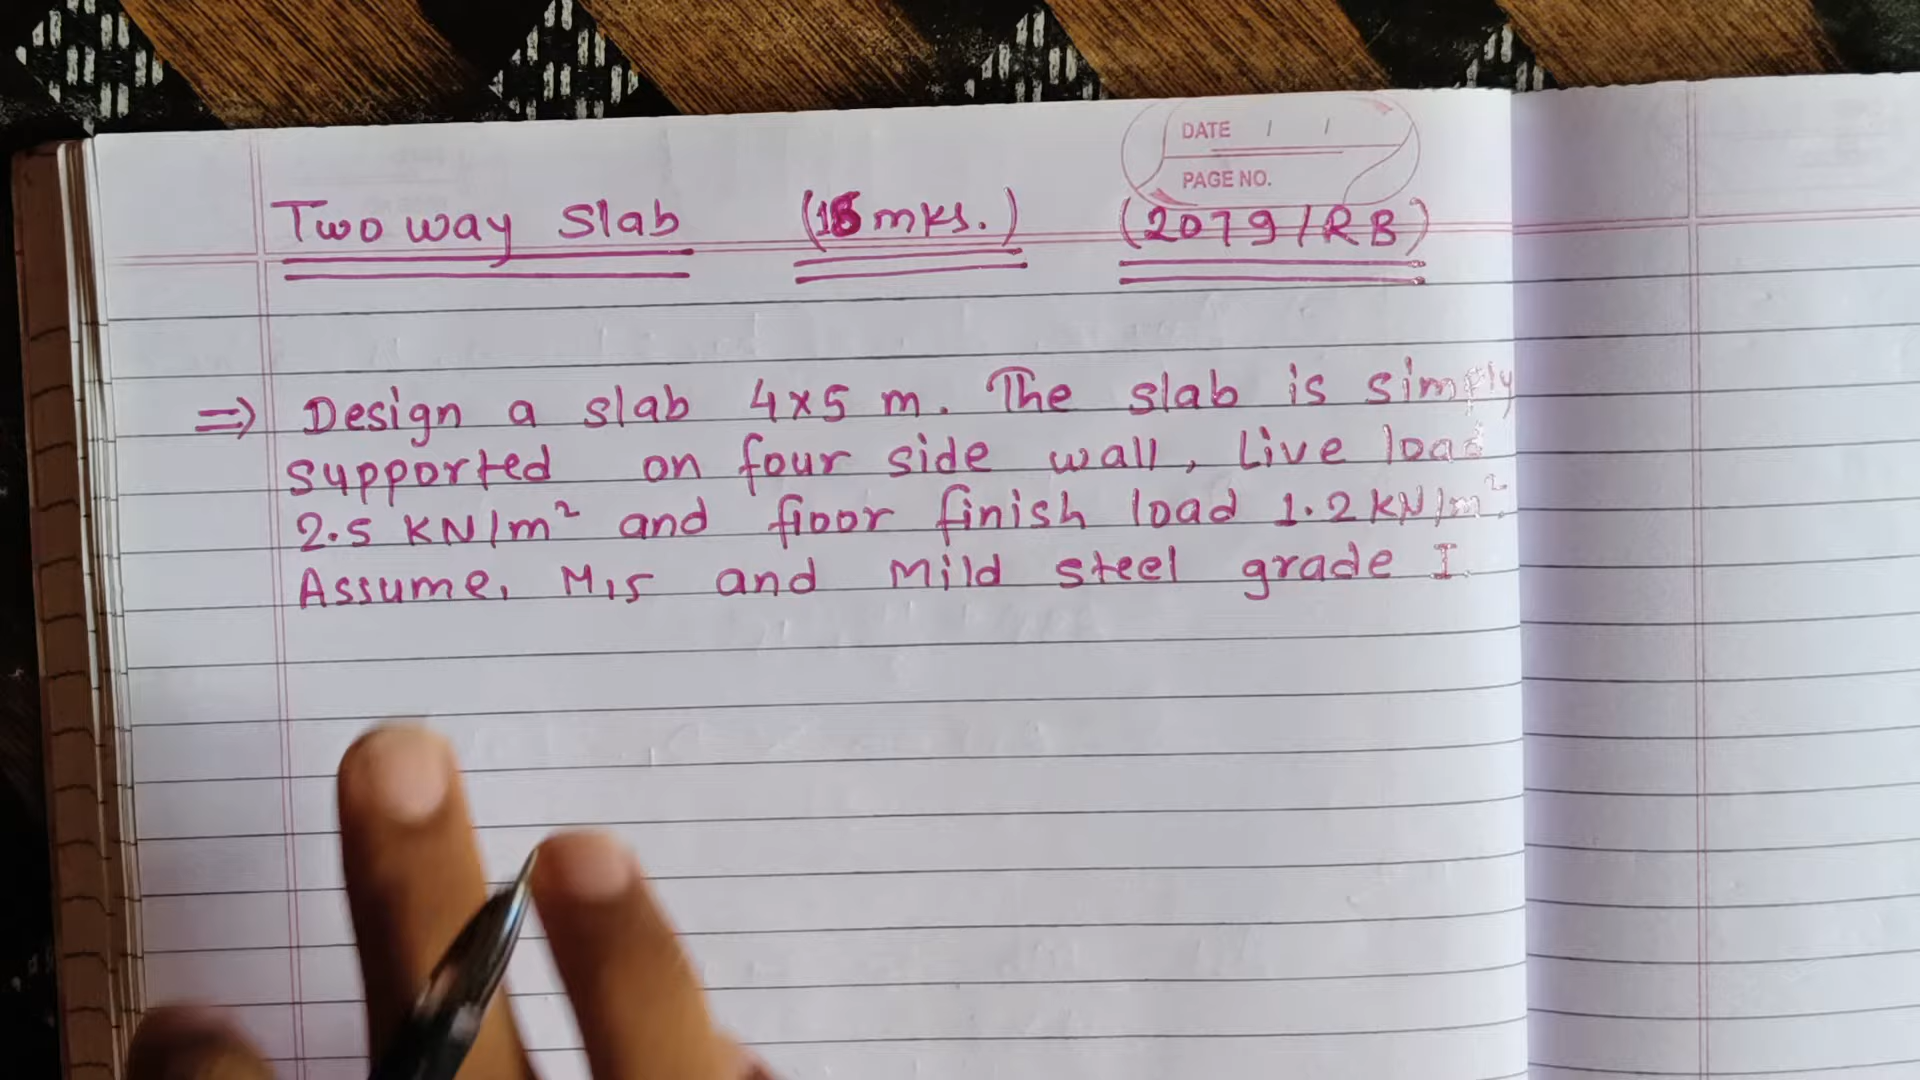 DATE / /
PAGE NO.
Two way Slab (15 mks.) (2079/RB)
=> Design a slab 4x5 m. The slab is simply
supported on four side wall, Live load
2.5 KN/m² and floor finish load 1.2 KN/m².
Assume, M15 and Mild steel grade I.